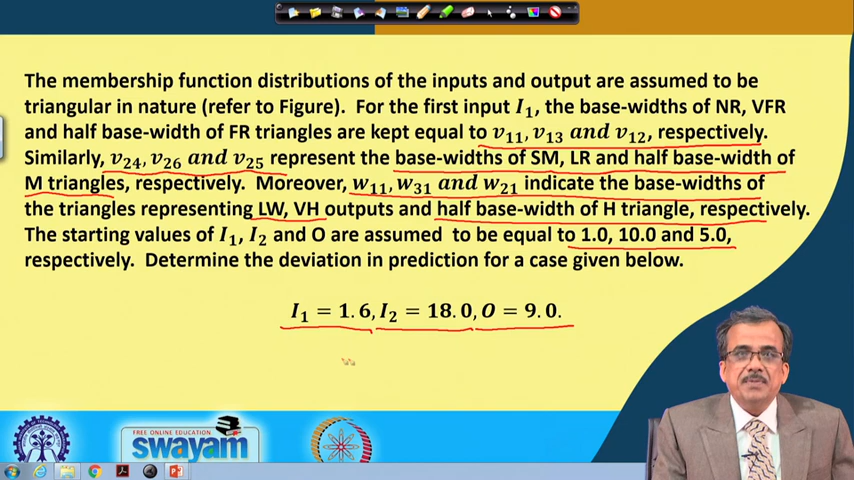 The membership function distributions of the inputs and output are assumed to be
triangular in nature (refer to Figure). For the first input I₁, the base-widths of NR, VFR
and half base-width of FR triangles are kept equal to v₁₁, v₁₃ and v₁₂, respectively.
Similarly, v₂₄, v₂₆ and v₂₅ represent the base-widths of SM, LR and half base-width of
M triangles, respectively. Moreover, w₁₁, w₃₁ and w₂₁ indicate the base-widths of
the triangles representing LW, VH outputs and half base-width of H triangle, respectively.
The starting values of I₁, I₂ and O are assumed to be equal to 1.0, 10.0 and 5.0,
respectively. Determine the deviation in prediction for a case given below.
I₁ = 1.6, I₂ = 18.0, O = 9.0.
FREE ONLINE EDUCATION
swayam